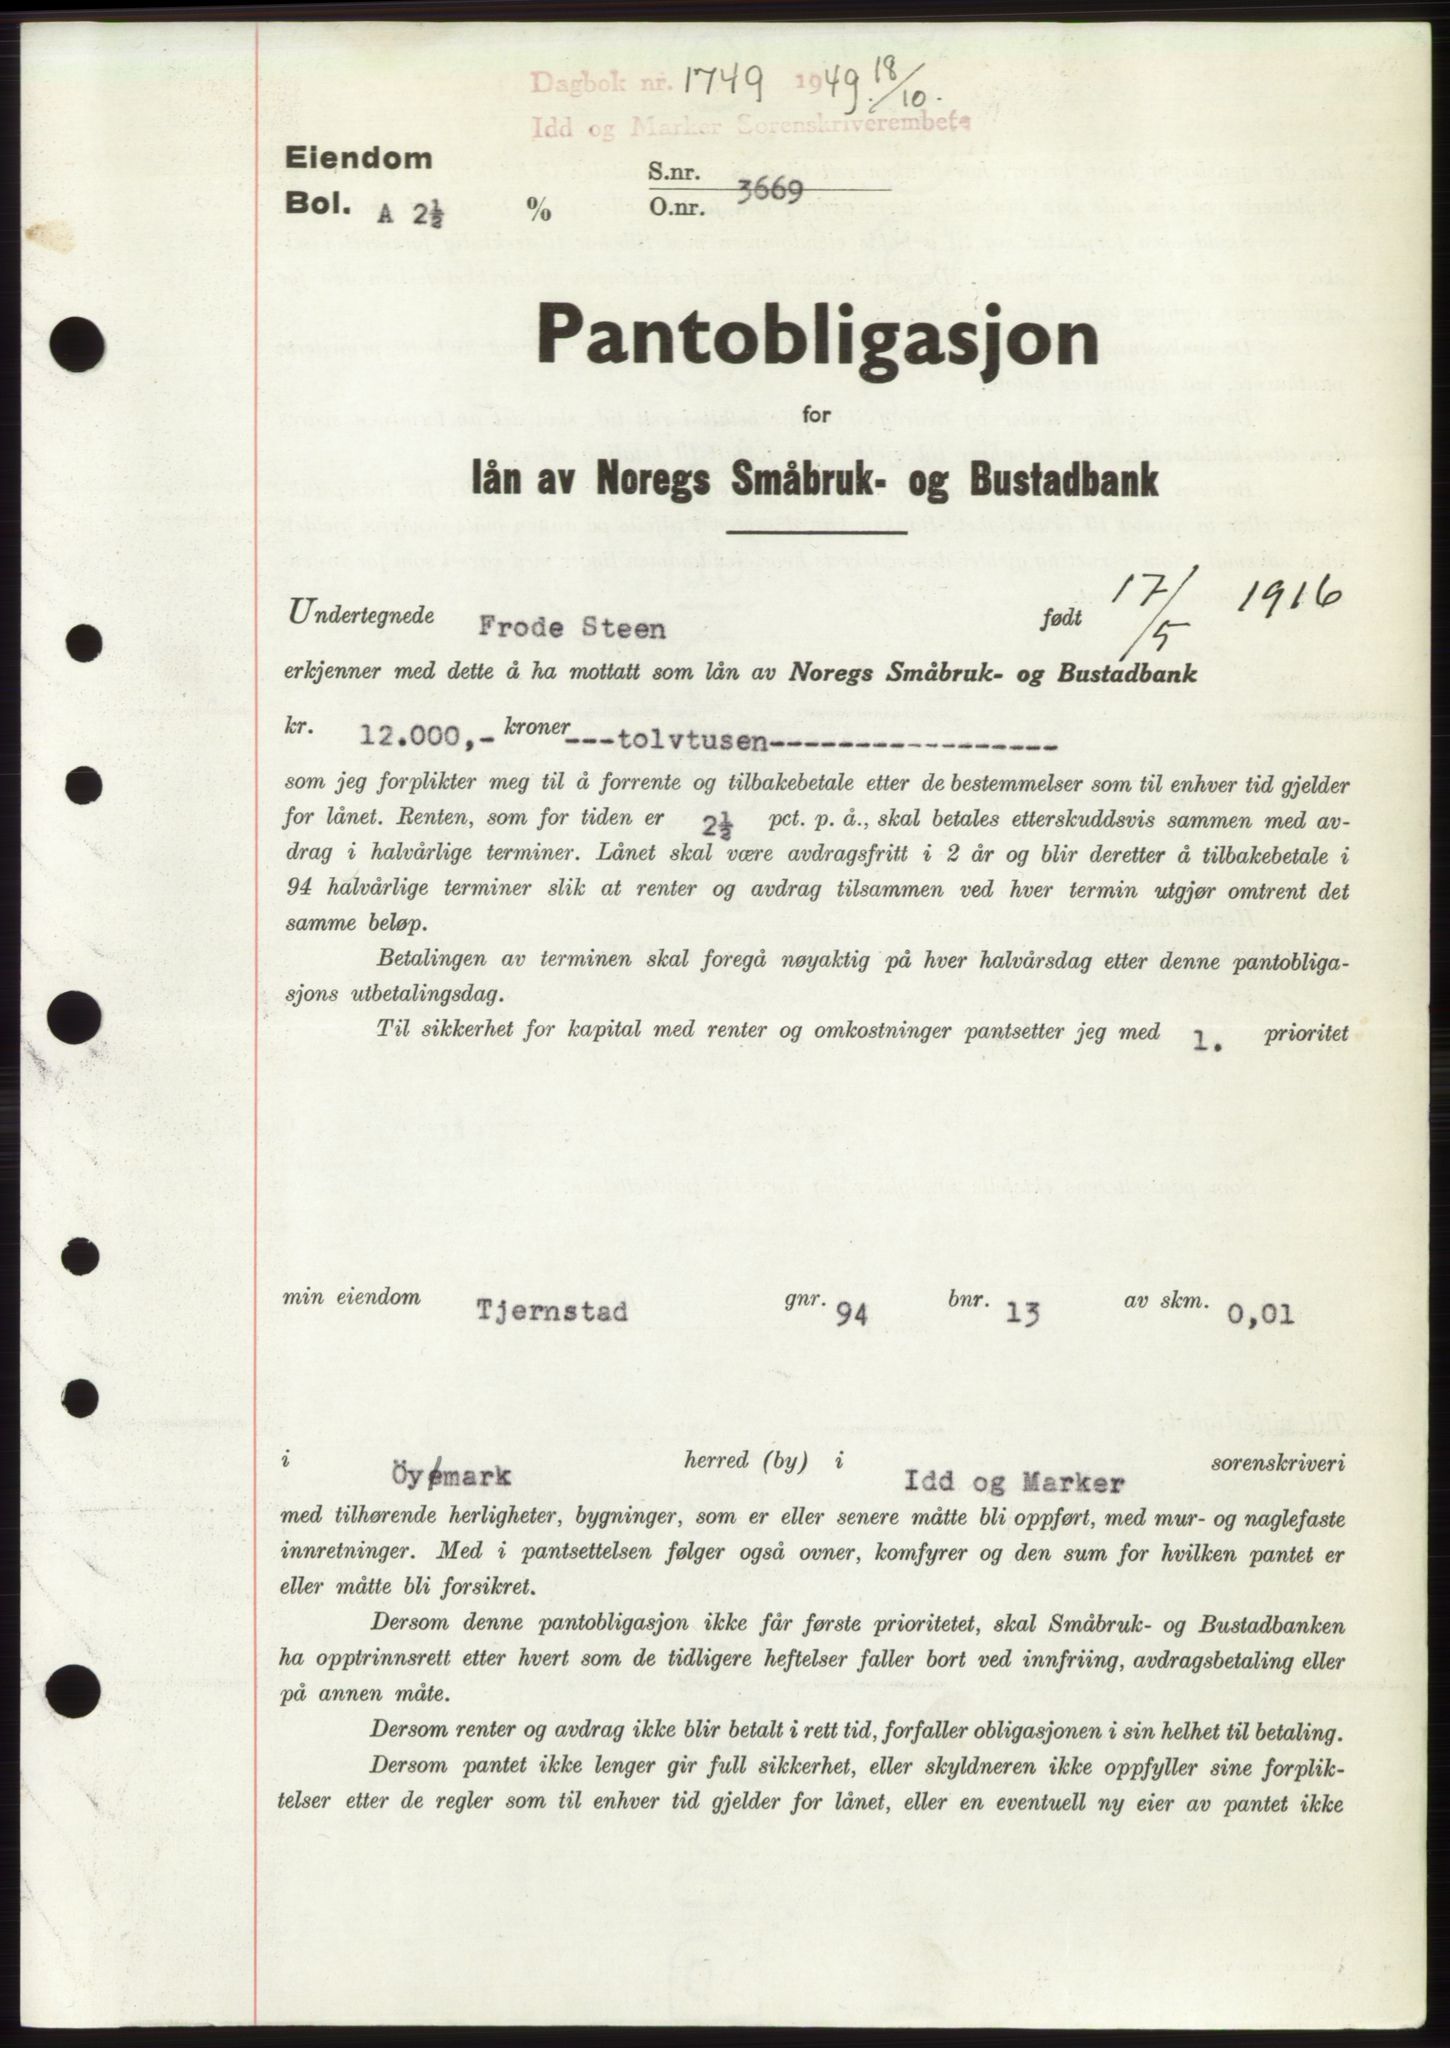 Dagbok nr. 1749 1949 18/10.
Idd og Marker Sorenskriverembete
Eiendom
Bol. A 2½ %
S.nr. 3669
O.nr.
Pantobligasjon
for
lån av Noregs Småbruk- og Bustadbank
Undertegnede Frode Steen født 17/5 1916
erkjenner med dette å ha mottatt som lån av Noregs Småbruk- og Bustadbank
kr. 12.000,- kroner ---tolvtusen-----------------
som jeg forplikter meg til å forrente og tilbakebetale etter de bestemmelser som til enhver tid gjelder
for lånet. Renten, som for tiden er 2½ pct. p. å., skal betales etterskuddsvis sammen med av-
drag i halvårlige terminer. Lånet skal være avdragsfritt i 2 år og blir deretter å tilbakebetale i
94 halvårlige terminer slik at renter og avdrag tilsammen ved hver termin utgjør omtrent det
samme beløp.
Betalingen av terminen skal foregå nøyaktig på hver halvårsdag etter denne pantobliga-
sjons utbetalingsdag.
Til sikkerhet for kapital med renter og omkostninger pantsetter jeg med 1. prioritet
min eiendom Tjernstad gnr. 94 bnr. 13 av skm. 0,01
i Öymark herred (by) i Idd og Marker sorenskriveri
med tilhørende herligheter, bygninger, som er eller senere måtte bli oppført, med mur- og naglefaste
innretninger. Med i pantsettelsen følger også ovner, komfyrer og den sum for hvilken pantet er
eller måtte bli forsikret.
Dersom denne pantobligasjon ikke får første prioritetet, skal Småbruk- og Bustadbanken
ha opptrinnsrett etter hvert som de tidligere heftelser faller bort ved innfriing, avdragsbetaling eller
på annen måte.
Dersom renter og avdrag ikke blir betalt i rett tid, forfaller obligasjonen i sin helhet til betaling.
Dersom pantet ikke lenger gir full sikkerhet, eller skyldneren ikke oppfyller sine forplik-
telser etter de regler som til enhver tid gjelder for lånet, eller en eventuell ny eier av pantet ikke